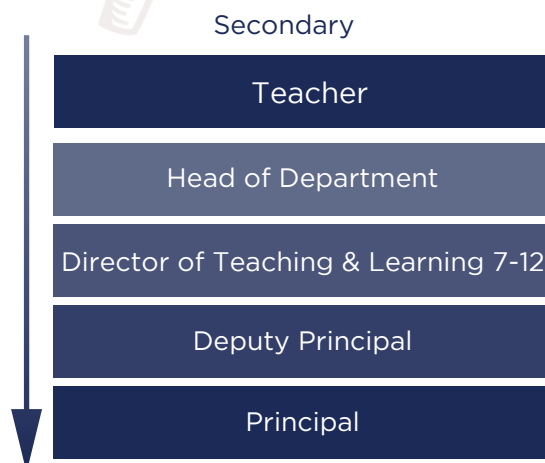 Secondary
Teacher
Head of Department
Director of Teaching & Learning 7-12
Deputy Principal
Principal